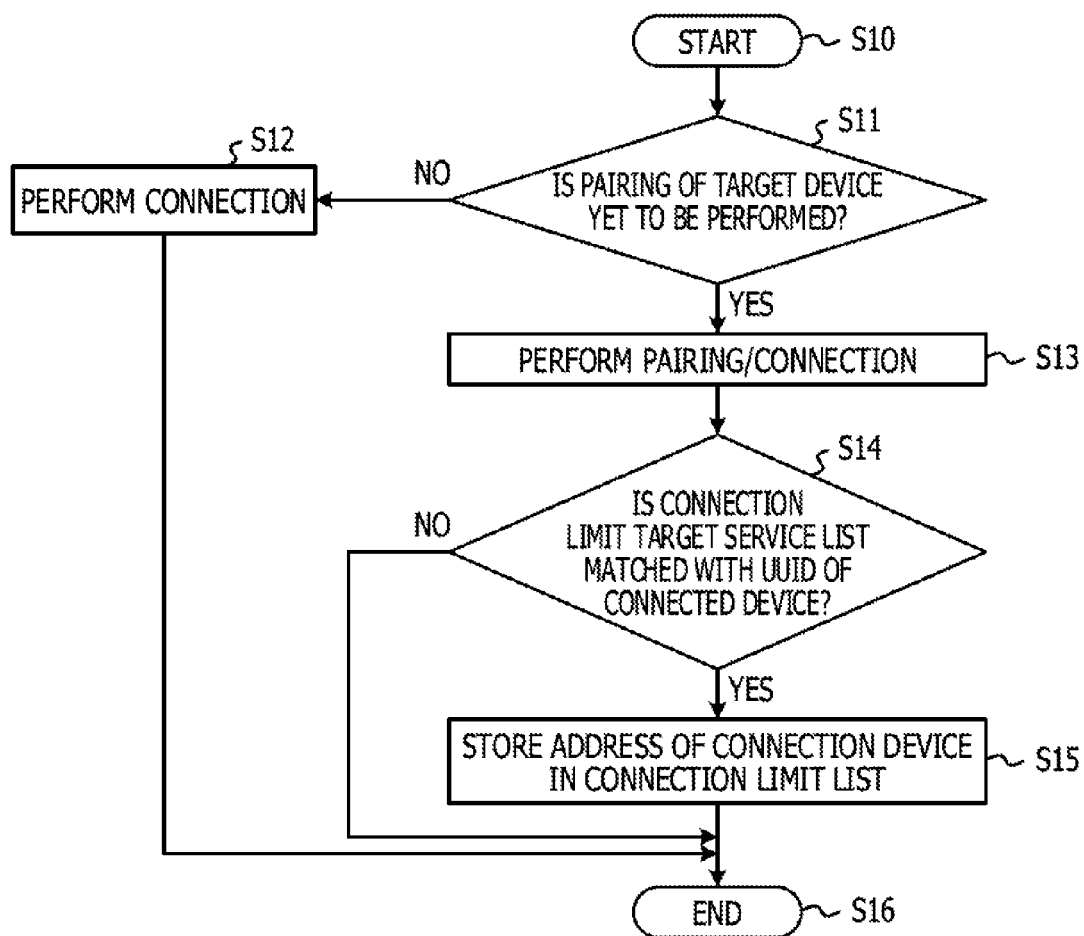 START
S10
S11
IS PAIRING OF TARGET DEVICE
YET TO BE PERFORMED?
NO
S12
PERFORM CONNECTION
YES
PERFORM PAIRING/CONNECTION
S13
S14
IS CONNECTION
LIMIT TARGET SERVICE LIST
MATCHED WITH UUID OF
CONNECTED DEVICE?
NO
YES
STORE ADDRESS OF CONNECTION DEVICE
IN CONNECTION LIMIT LIST
S15
END
S16